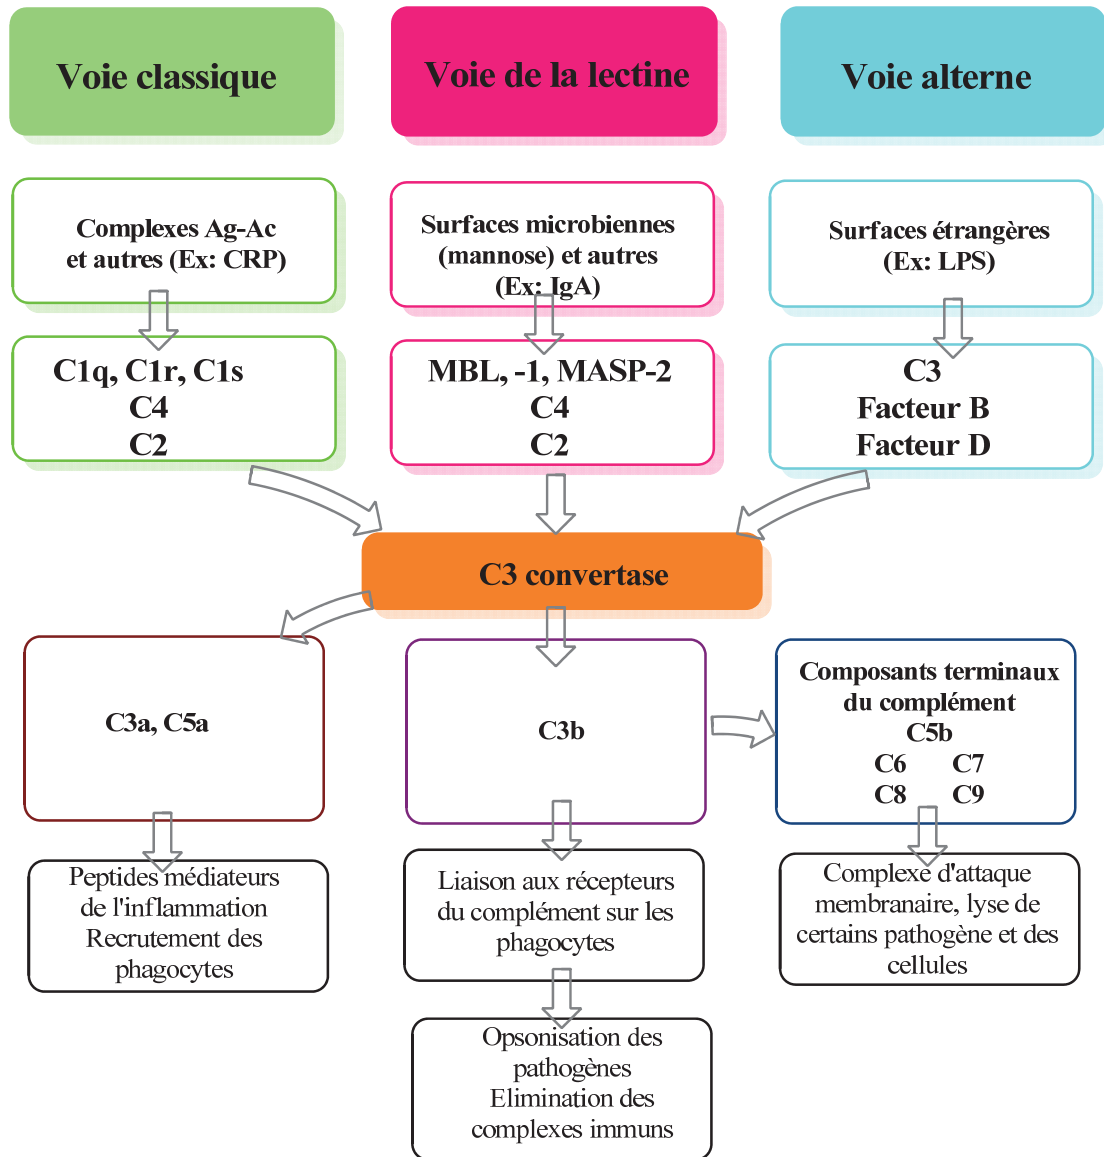 Voie classique
Voie de la lectine
Voie alterne
Complexes Ag-Ac
et autres (Ex: CRP)
Surfaces microbiennes
(mannose) et autres
(Ex: IgA)
Surfaces étrangères
(Ex: LPS)
C1q, C1r, C1s
C4
C2
MBL, -1, MASP-2
C4
C2
C3
Facteur B
Facteur D
C3 convertase
C3a, C5a
C3b
Composants terminaux
du complément
C5b
C6 C7
C8 C9
Peptides médiateurs
de l'inflammation
Recrutement des
phagocytes
Liaison aux récepteurs
du complément sur les
phagocytes
Complexe d'attaque
membranaire, lyse de
certains pathogène et des
cellules
Opsonisation des
pathogènes
Elimination des
complexes immuns